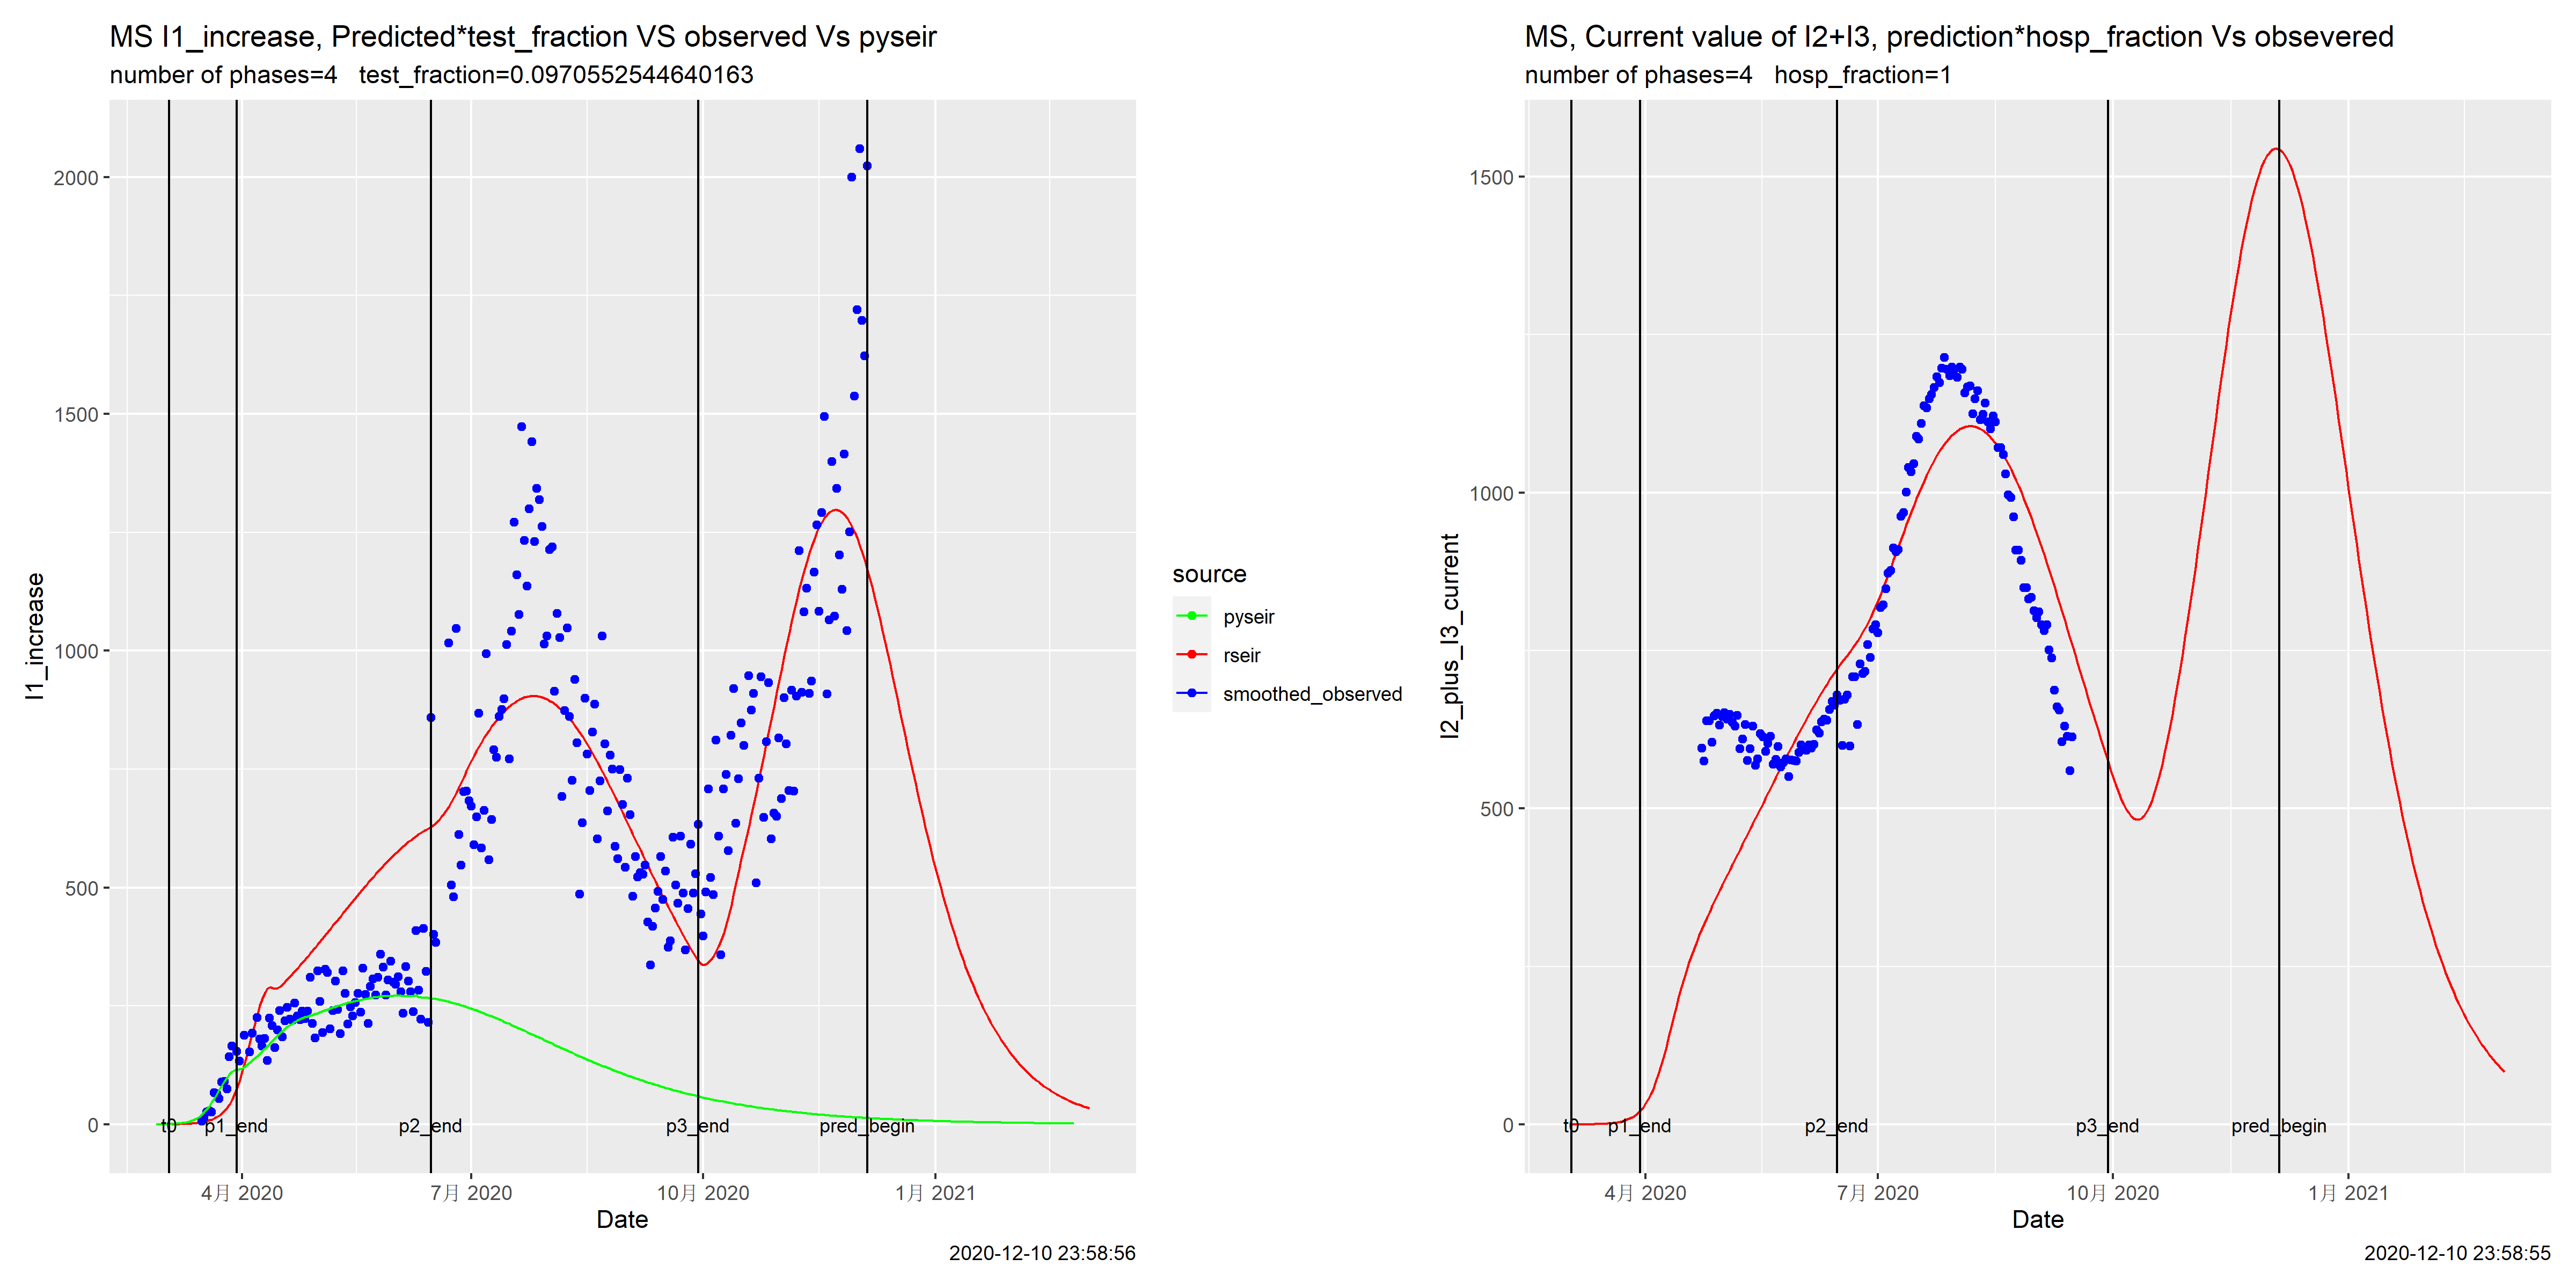 MS I1_increase, Predicted*test_fraction VS observed Vs pyseir
number of phases=4 test_fraction=0.0970552544640163
I1_increase
2000
1500
1000
500
0
t0
p1_end
p2_end
p3_end
pred_begin
4月 2020
7月 2020
10月 2020
1月 2021
Date
2020-12-10 23:58:56
source
pyseir
rseir
smoothed_observed
MS, Current value of I2+I3, prediction*hosp_fraction Vs obsevered
number of phases=4 hosp_fraction=1
I2_plus_I3_current
1500
1000
500
0
t0
p1_end
p2_end
p3_end
pred_begin
4月 2020
7月 2020
10月 2020
1月 2021
Date
2020-12-10 23:58:55